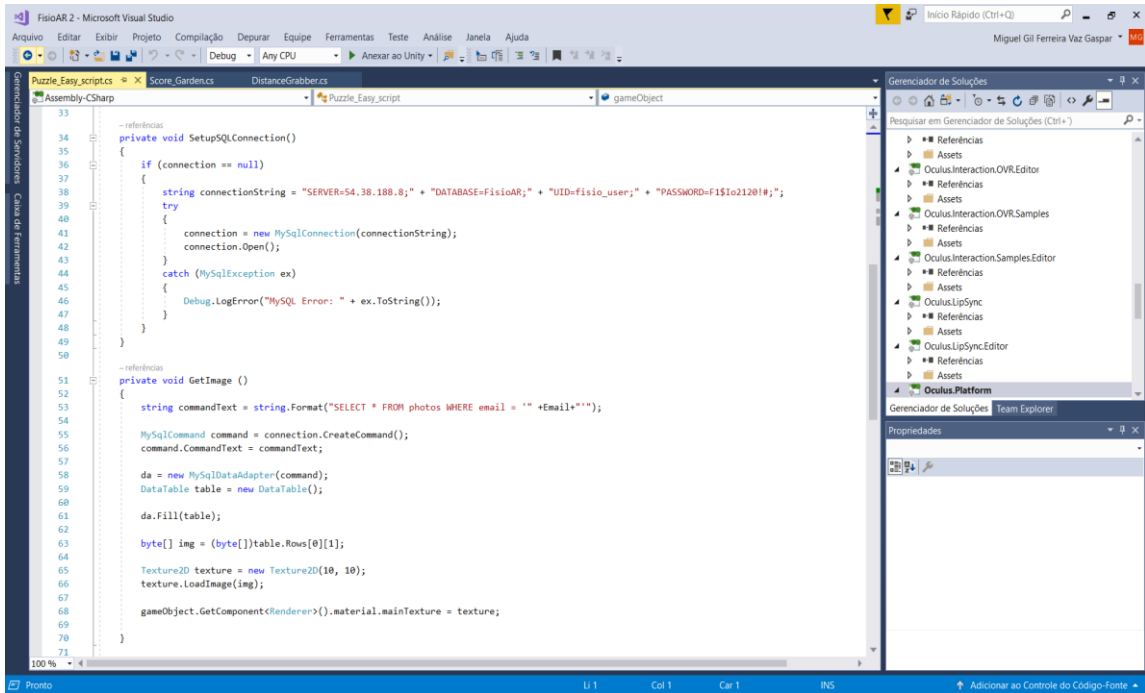 FisioAR 2 - Microsoft Visual Studio
Início Rápido (Ctrl+Q)
Arquivo Editar Exibir Projeto Compilação Depurar Equipe Ferramentas Teste Análise Janela Ajuda
Miguel Gil Ferreira Vaz Gaspar MG
Debug Any CPU Anexar ao Unity
Gerenciador de Servidores
Caixa de Ferramentas
Puzzle_Easy_script.cs Score_Garden.cs DistanceGrabber.cs
Assembly-CSharp Puzzle_Easy_script gameObject
33
– referências
34 private void SetupSQLConnection()
35 {
36 if (connection == null)
37 {
38 string connectionString = "SERVER=54.38.188.8;" + "DATABASE=FisioAR;" + "UID=fisio_user;" + "PASSWORD=F1$Io2120!#;";
39 try
40 {
41 connection = new MySqlConnection(connectionString);
42 connection.Open();
43 }
44 catch (MySqlException ex)
45 {
46 Debug.LogError("MySQL Error: " + ex.ToString());
47 }
48 }
49 }
50
– referências
51 private void GetImage ()
52 {
53 string commandText = string.Format("SELECT * FROM photos WHERE email = '" +Email+"'");
54
55 MySqlCommand command = connection.CreateCommand();
56 command.CommandText = commandText;
57
58 da = new MySqlDataAdapter(command);
59 DataTable table = new DataTable();
60
61 da.Fill(table);
62
63 byte[] img = (byte[])table.Rows[0][1];
64
65 Texture2D texture = new Texture2D(10, 10);
66 texture.LoadImage(img);
67
68 gameObject.GetComponent<Renderer>().material.mainTexture = texture;
69
70 }
71
100 %
Gerenciador de Soluções
Pesquisar em Gerenciador de Soluções (Ctrl+´)
Referências
Assets
Oculus.Interaction.OVR.Editor
Referências
Assets
Oculus.Interaction.OVR.Samples
Referências
Assets
Oculus.Interaction.Samples.Editor
Referências
Assets
Oculus.LipSync
Referências
Assets
Oculus.LipSync.Editor
Referências
Assets
Oculus.Platform
Gerenciador de Soluções Team Explorer
Propriedades
Pronto Li 1 Col 1 Car 1 INS Adicionar ao Controle do Código-Fonte